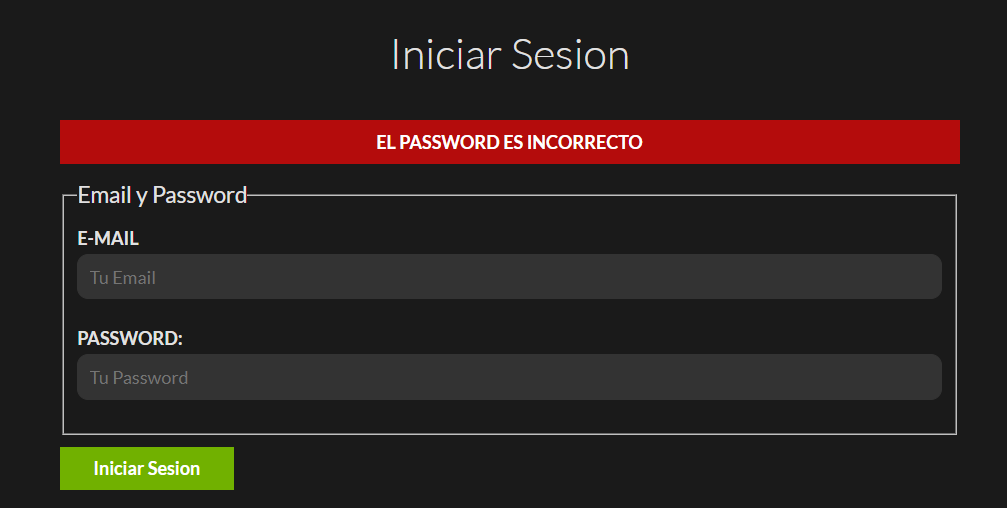 Iniciar Sesion
EL PASSWORD ES INCORRECTO
Email y Password
E-MAIL
Tu Email
PASSWORD:
Tu Password
Iniciar Sesion